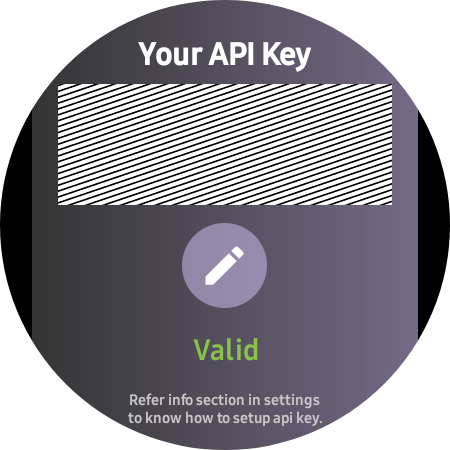 Your API Key
Valid
Refer info section in settings
to know how to setup api key.